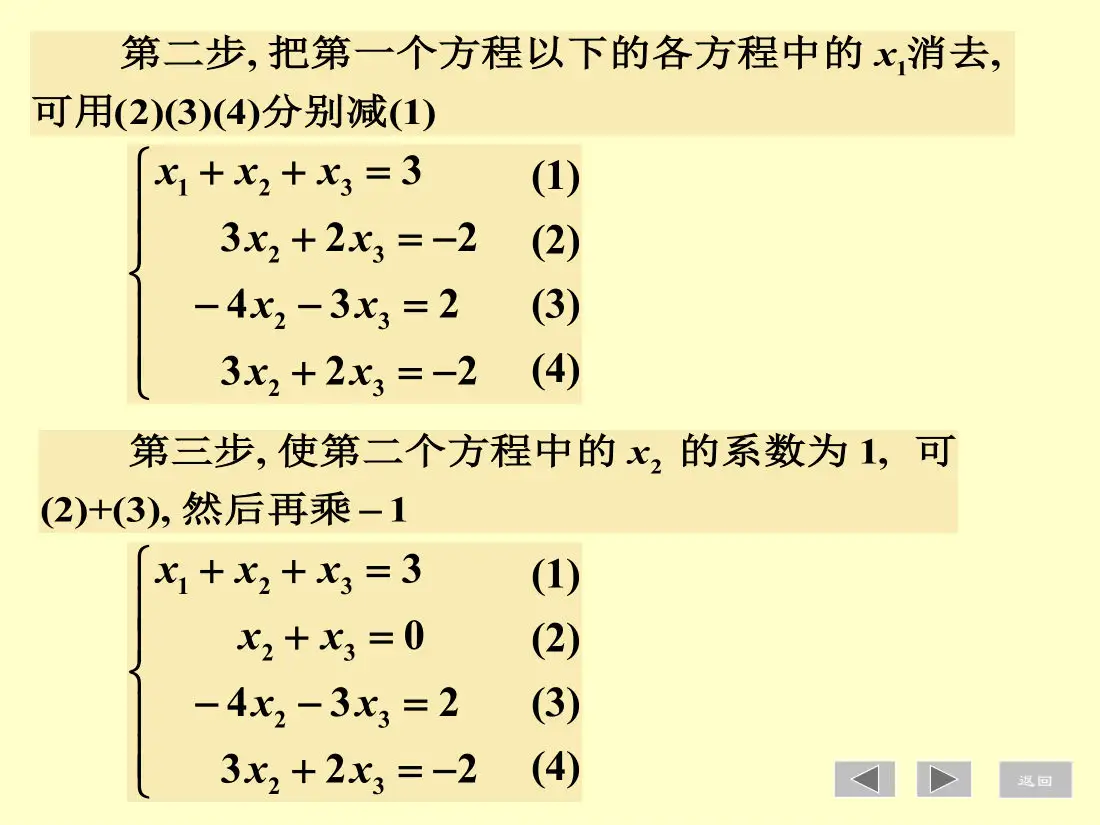 第二步, 把第一个方程以下的各方程中的 x₁消去,
可用(2)(3)(4)分别减(1)
x₁ + x₂ + x₃ = 3 (1)
3x₂ + 2x₃ = −2 (2)
− 4x₂ − 3x₃ = 2 (3)
3x₂ + 2x₃ = −2 (4)
第三步, 使第二个方程中的 x₂ 的系数为 1, 可
(2)+(3), 然后再乘 − 1
x₁ + x₂ + x₃ = 3 (1)
x₂ + x₃ = 0 (2)
− 4x₂ − 3x₃ = 2 (3)
3x₂ + 2x₃ = −2 (4)
返回